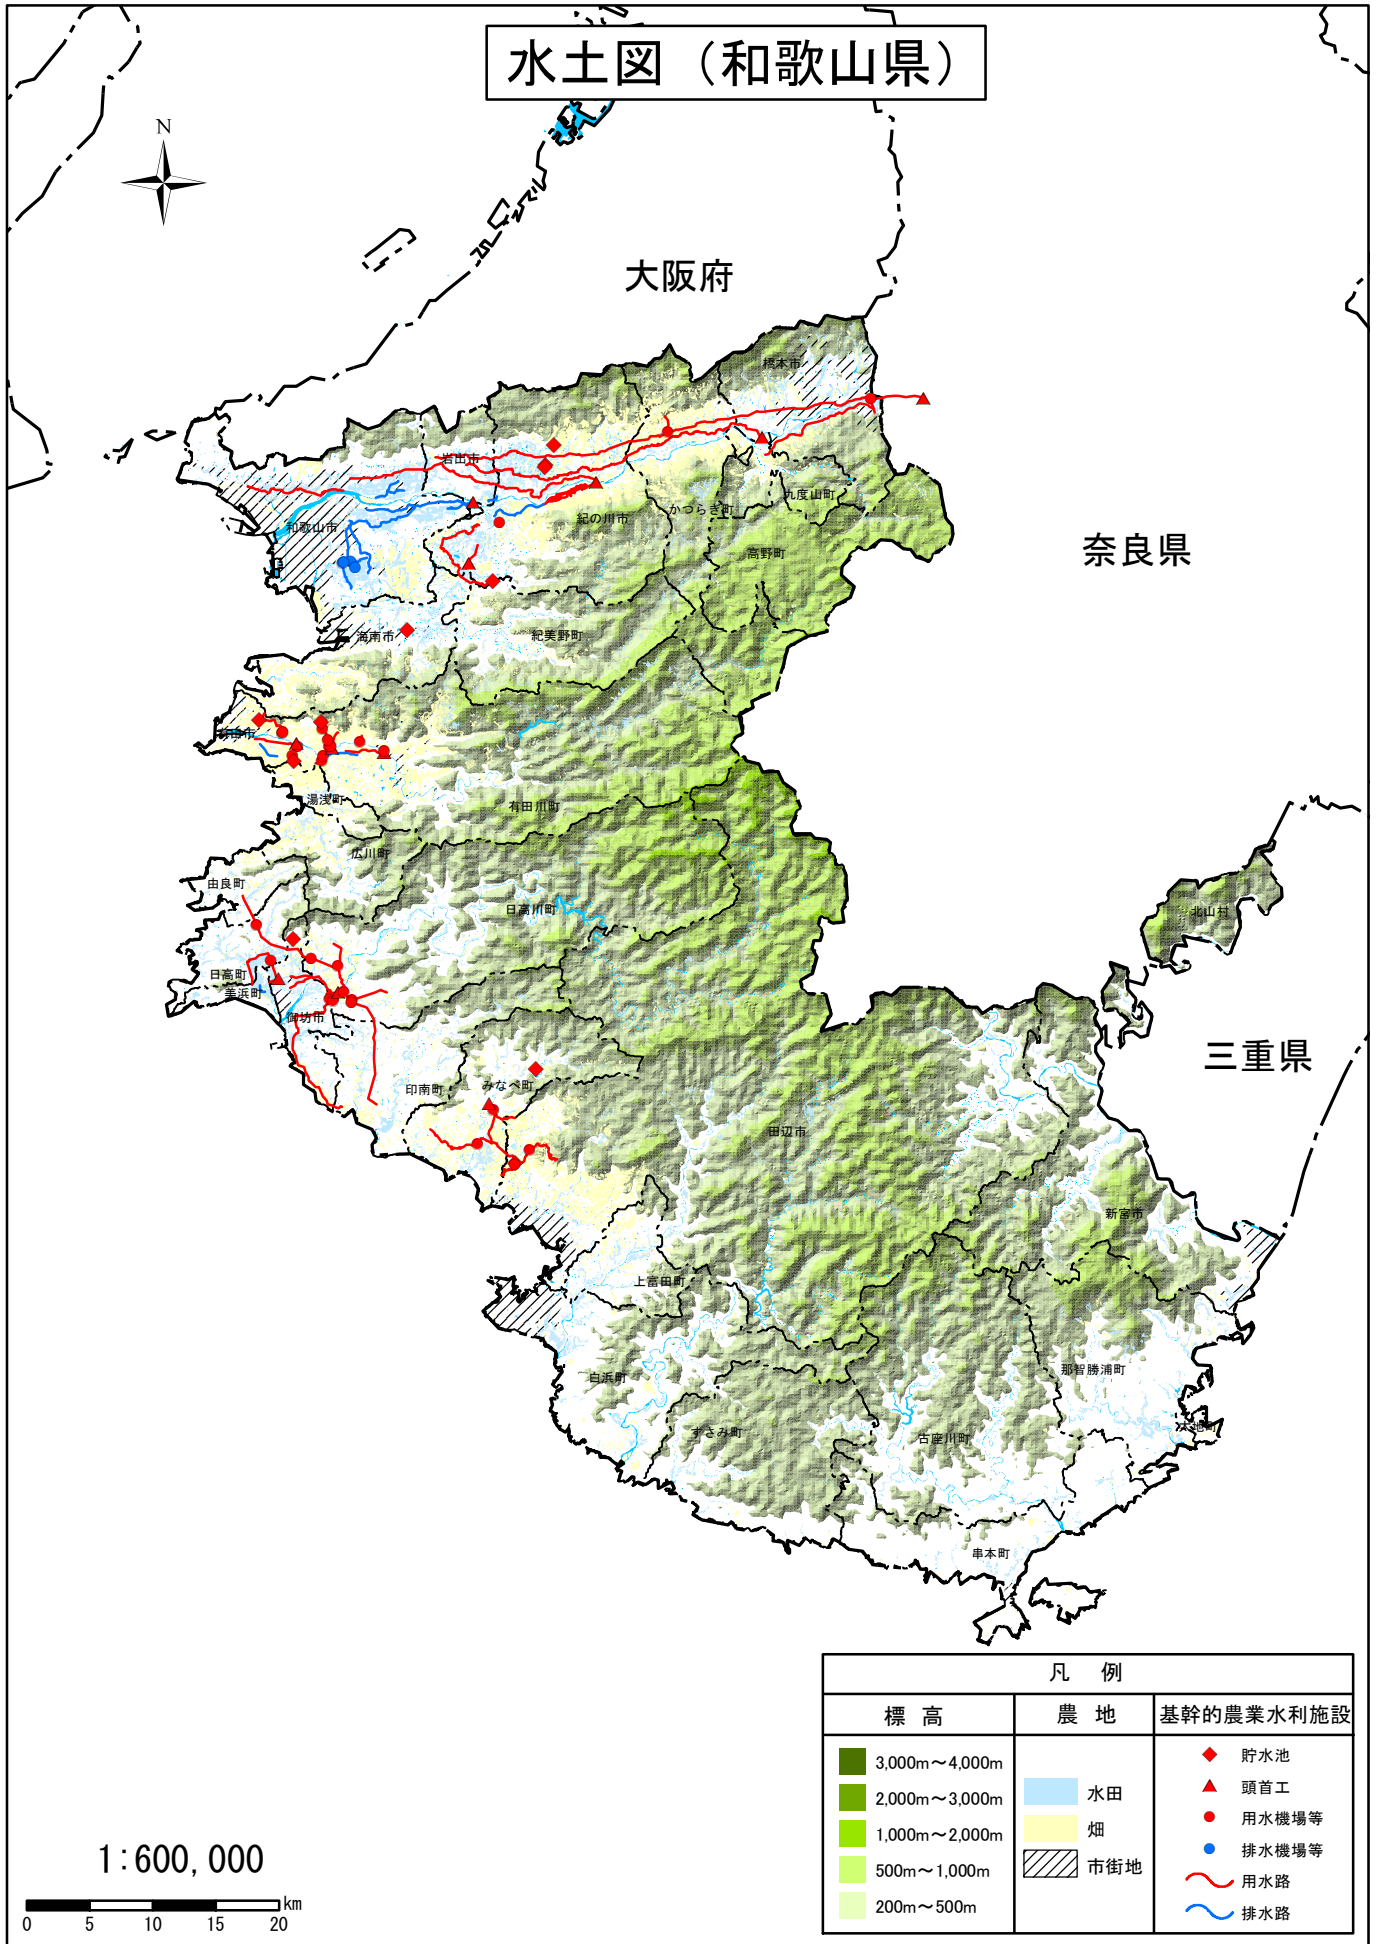 水土図（和歌山県）
N
大阪府
橋本市
岩出市
九度山町
かつらぎ町
紀の川市
和歌山市
高野町
奈良県
海南市
紀美野町
有田市
湯浅町
有田川町
広川町
由良町
日高川町
北山村
日高町
美浜町
御坊市
三重県
印南町
みなべ町
田辺市
新宮市
上富田町
白浜町
那智勝浦町
すさみ町
古座川町
太地町
串本町
凡 例
標 高
農 地
基幹的農業水利施設
3,000m～4,000m
2,000m～3,000m
1,000m～2,000m
500m～1,000m
200m～500m
水田
畑
市街地
貯水池
頭首工
用水機場等
排水機場等
用水路
排水路
1:600,000
km
0 5 10 15 20